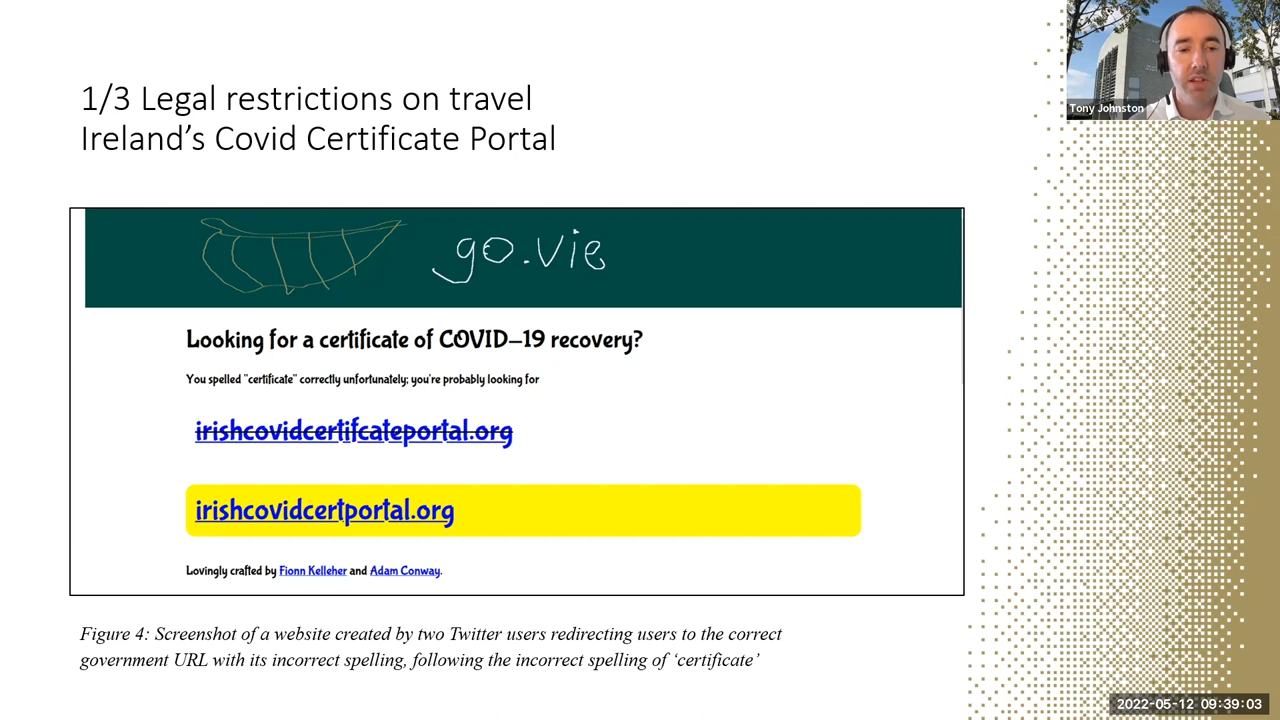 1/3 Legal restrictions on travel
Ireland’s Covid Certificate Portal
Tony Johnston
go.vie
Looking for a certificate of COVID-19 recovery?
You spelled "certificate" correctly unfortunately; you're probably looking for
irishcovidcertifcateportal.org
irishcovidcertportal.org
Lovingly crafted by Fionn Kelleher and Adam Conway.
Figure 4: Screenshot of a website created by two Twitter users redirecting users to the correct
government URL with its incorrect spelling, following the incorrect spelling of ‘certificate’
2022-05-12 09:39:03